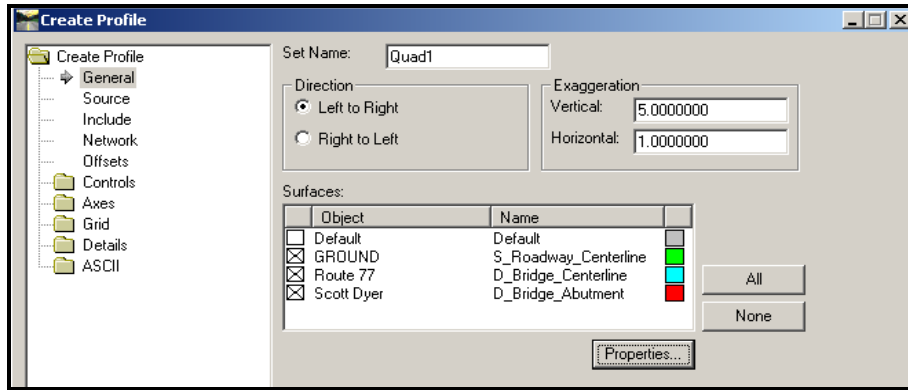 Create Profile
Create Profile
General
Source
Include
Network
Offsets
Controls
Axes
Grid
Details
ASCII
Set Name: Quad1
Direction
Left to Right
Right to Left
Exaggeration
Vertical: 5.0000000
Horizontal: 1.0000000
Surfaces:
Object Name
Default Default
GROUND S_Roadway_Centerline
Route 77 D_Bridge_Centerline
Scott Dyer D_Bridge_Abutment
All
None
Properties...